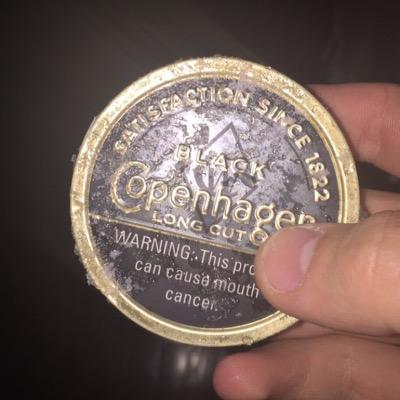 SATISFACTION SINCE 1822
BLACK
Copenhagen
LONG CUT
WARNING: This pro
can cause mouth
cancer.